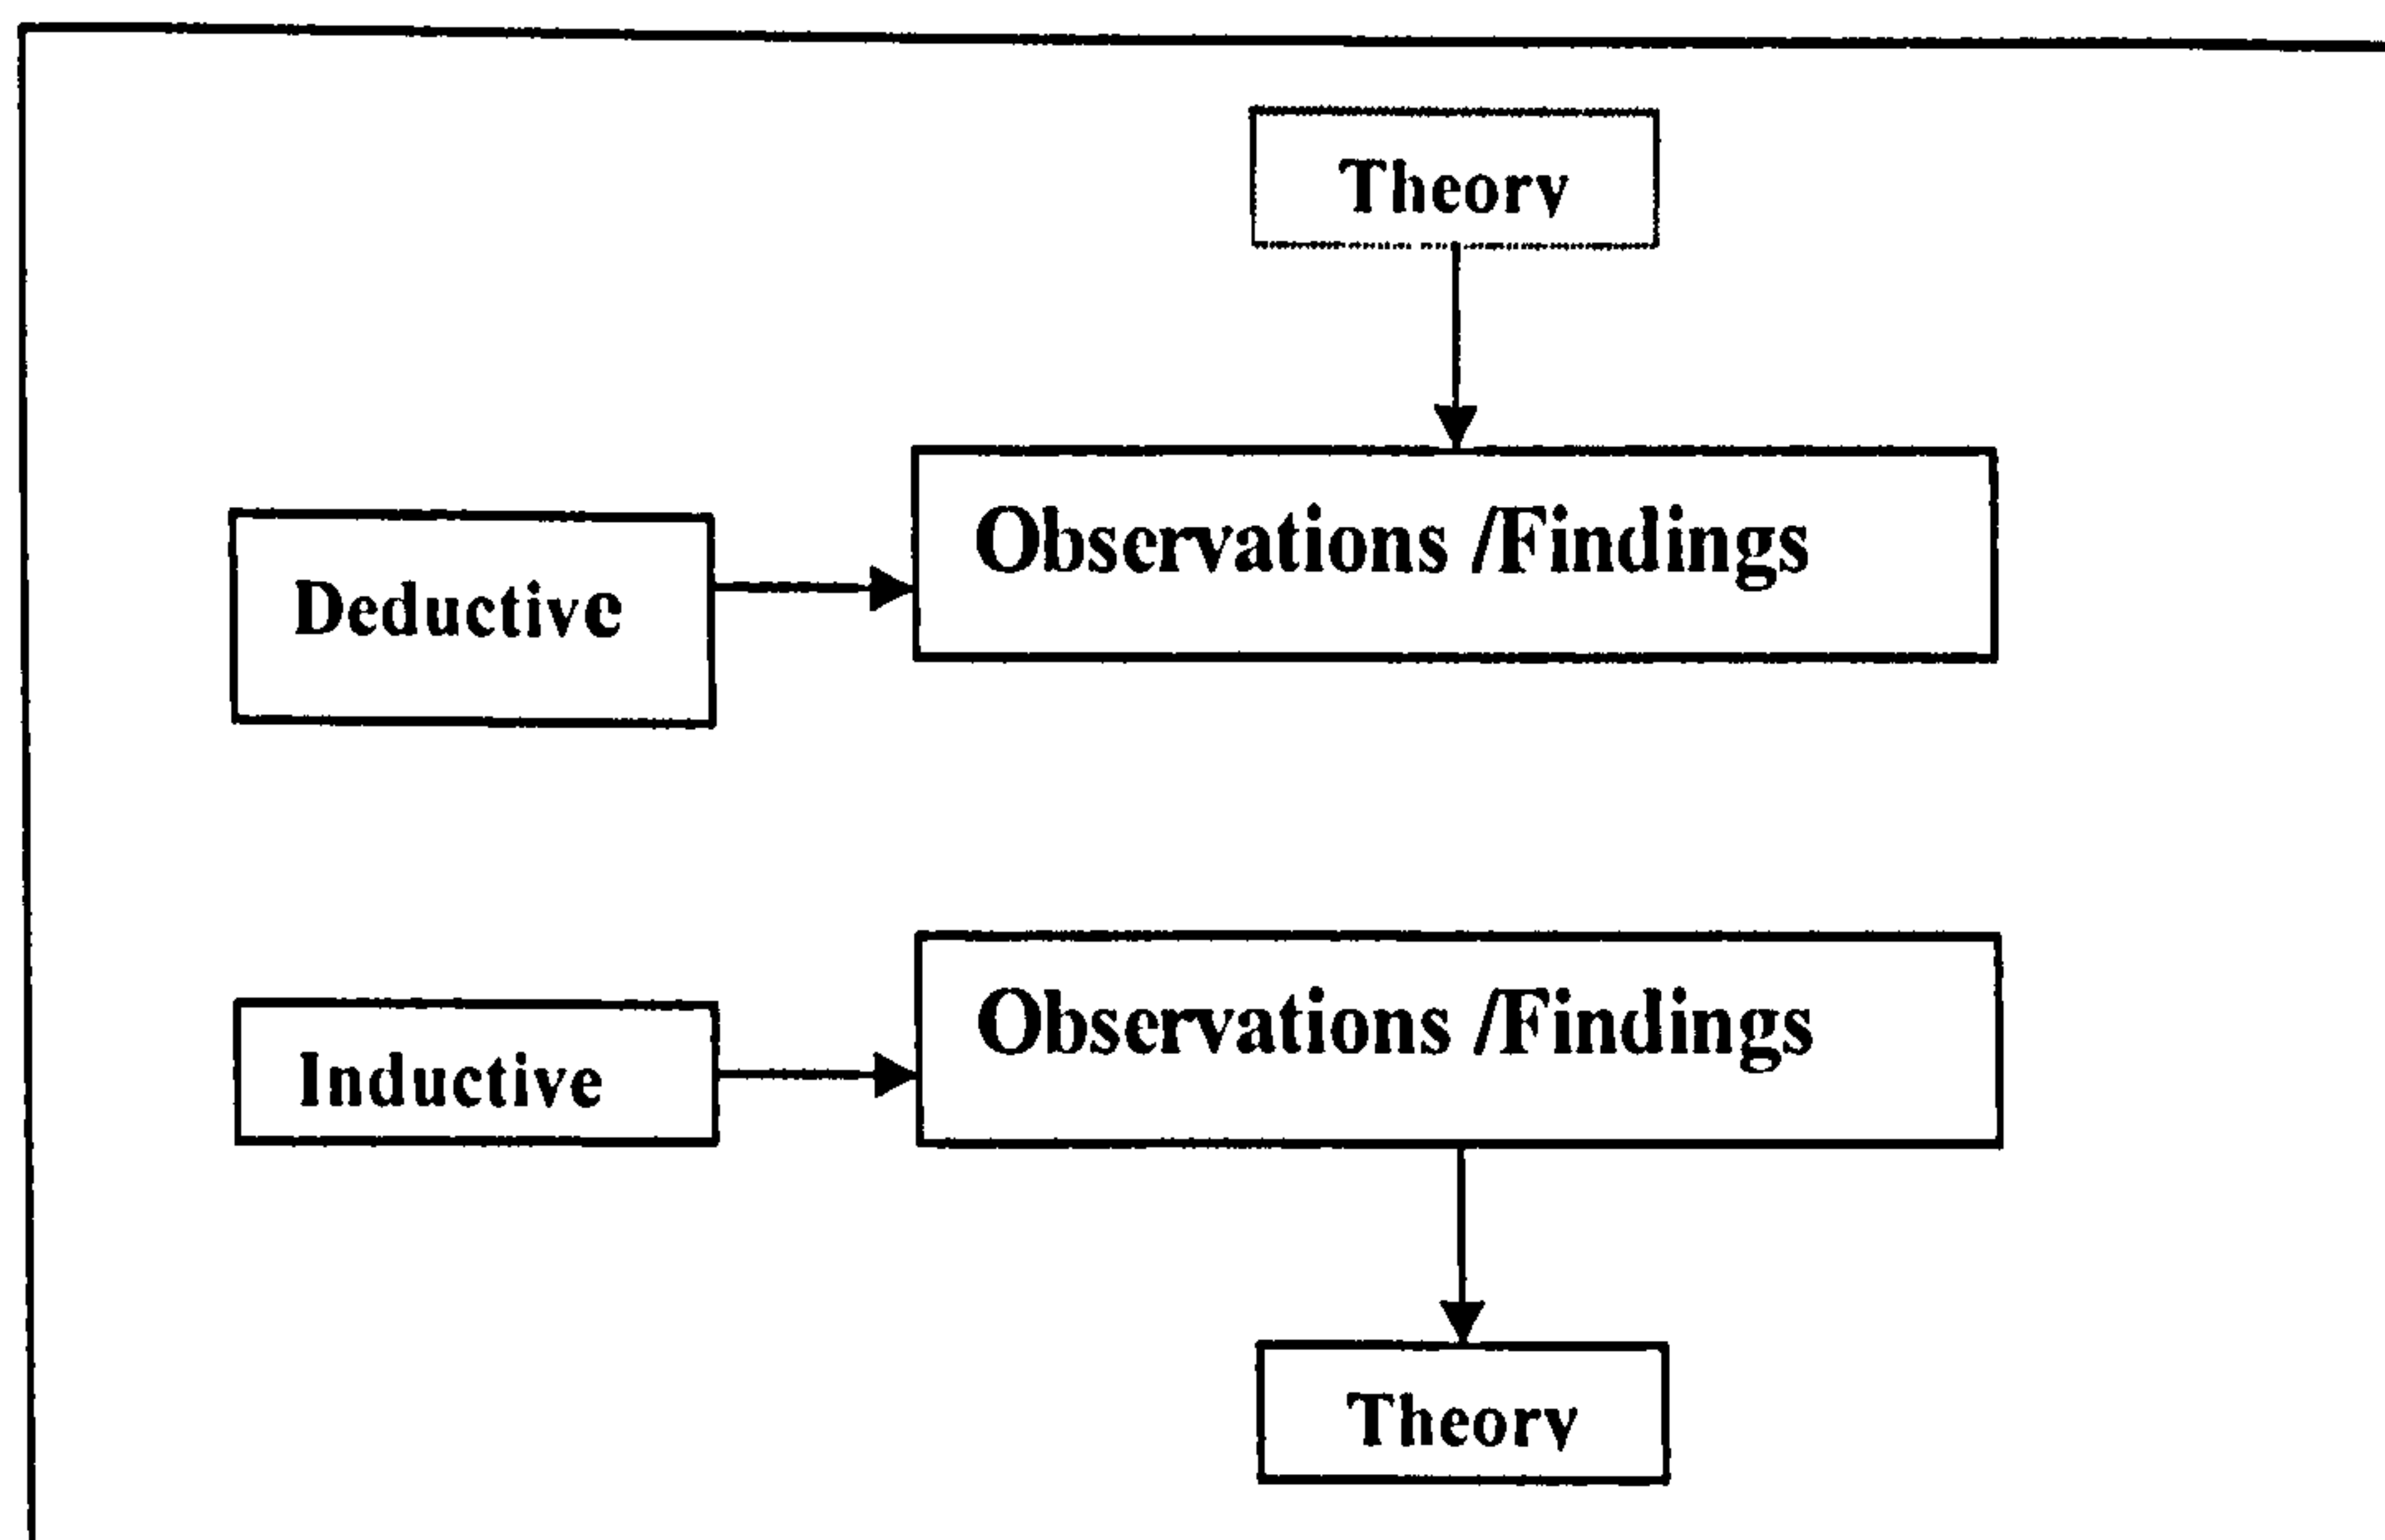 Theory
Observations /Findings
Deductive
Observations /Findings
Inductive
Theory